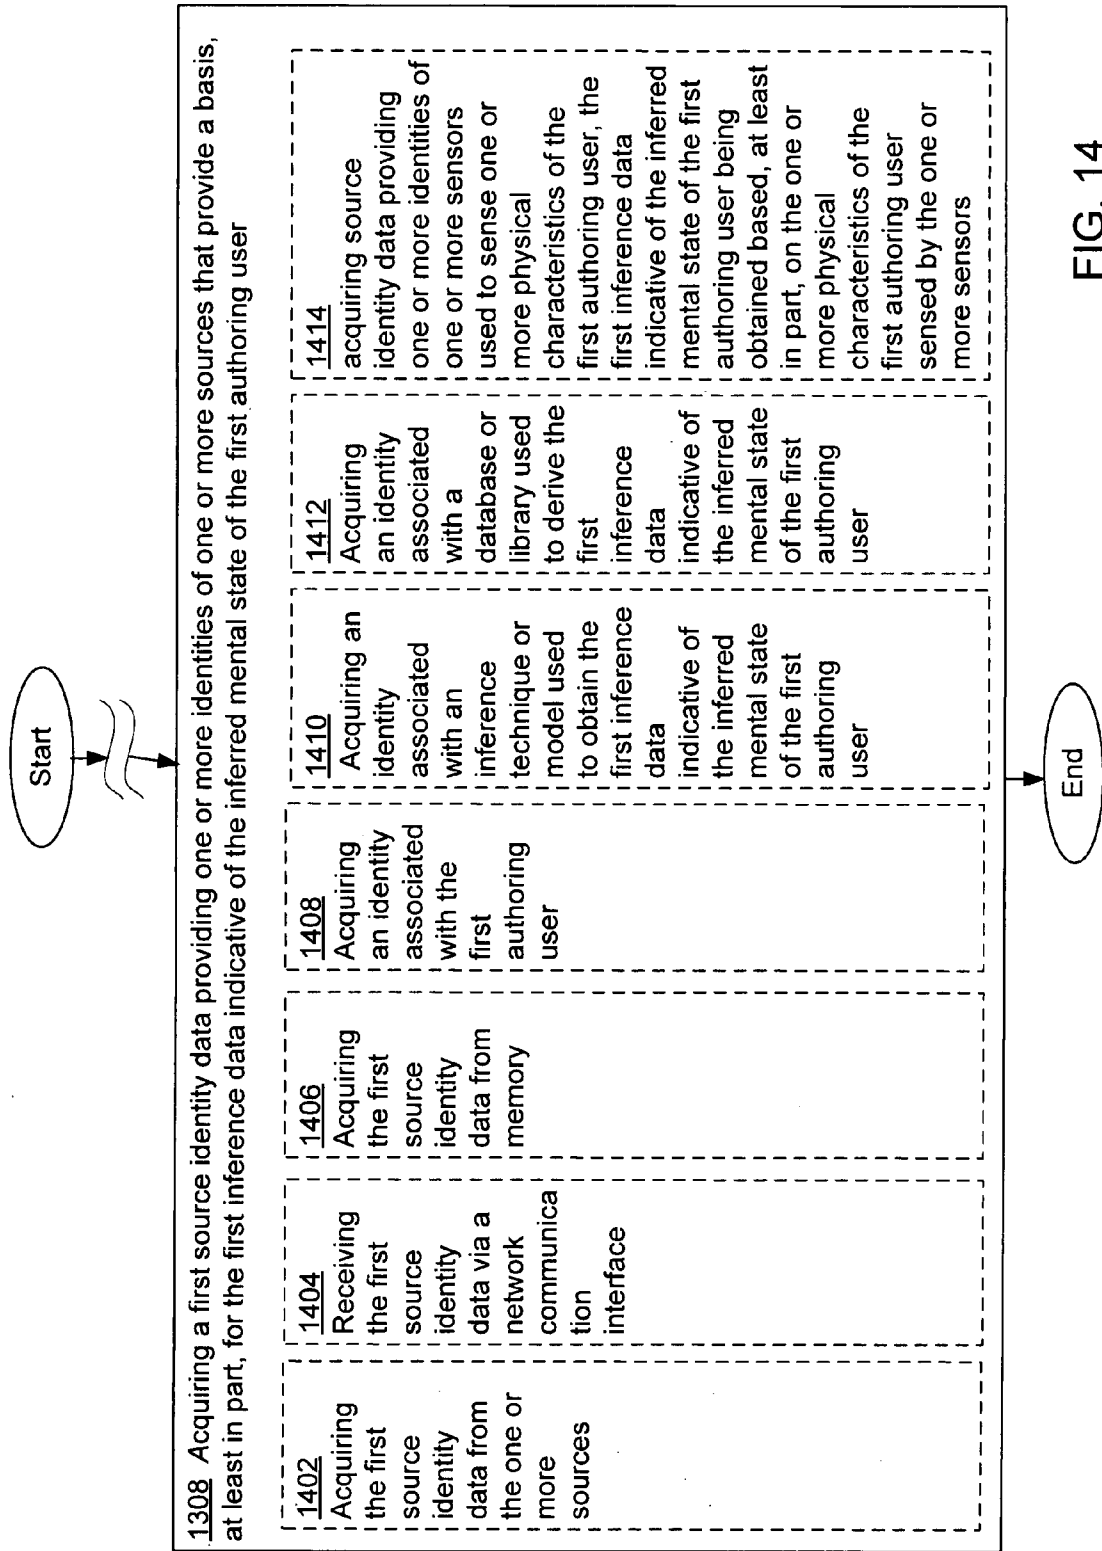 Start
1308 Acquiring a first source identity data providing one or more identities of one or more sources that provide a basis,
at least in part, for the first inference data indicative of the inferred mental state of the first authoring user
1402
Acquiring
the first
source
identity
data from
the one or
more
sources
1404
Receiving
the first
source
identity
data via a
network
communica
tion
interface
1406
Acquiring
the first
source
identity
data from
memory
1408
Acquiring
an identity
associated
with the
first
authoring
user
1410
Acquiring an
identity
associated
with an
inference
technique or
model used
to obtain the
first inference
data
indicative of
the inferred
mental state
of the first
authoring
user
1412
Acquiring
an identity
associated
with a
database or
library used
to derive the
first
inference
data
indicative of
the inferred
mental state
of the first
authoring
user
1414
acquiring source
identity data providing
one or more identities of
one or more sensors
used to sense one or
more physical
characteristics of the
first authoring user, the
first inference data
indicative of the inferred
mental state of the first
authoring user being
obtained based, at least
in part, on the one or
more physical
characteristics of the
first authoring user
sensed by the one or
more sensors
End
FIG. 14